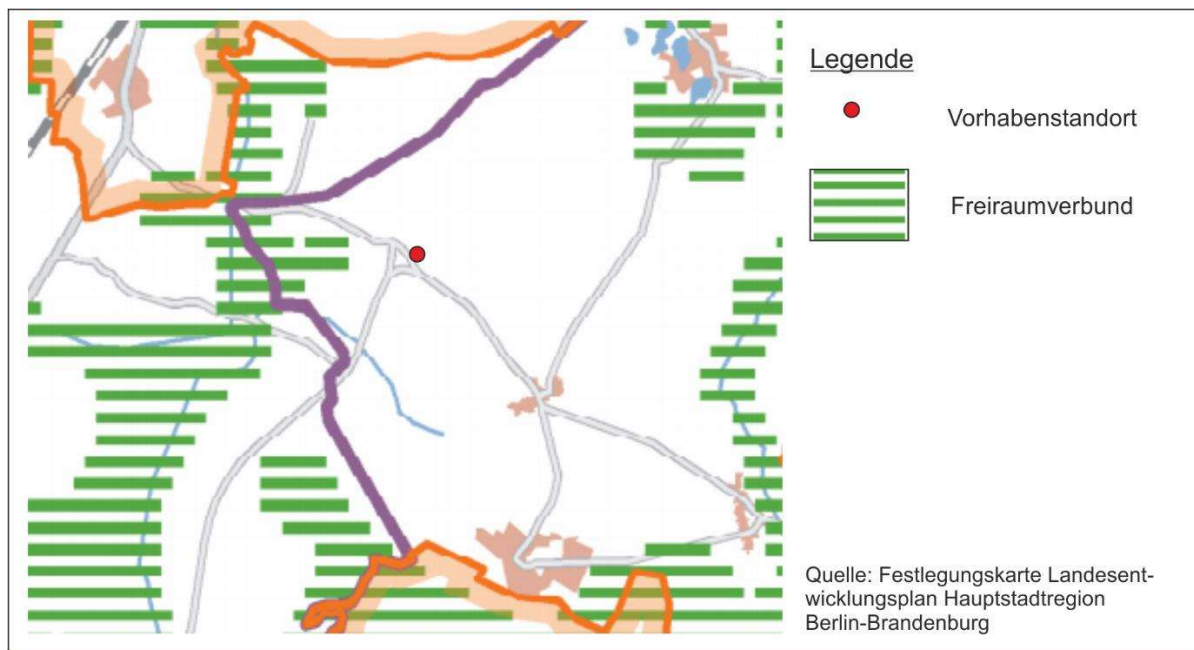 Legende
Vorhabenstandort
Freiraumverbund
Quelle: Festlegungskarte Landesent-
wicklungsplan Hauptstadtregion
Berlin-Brandenburg